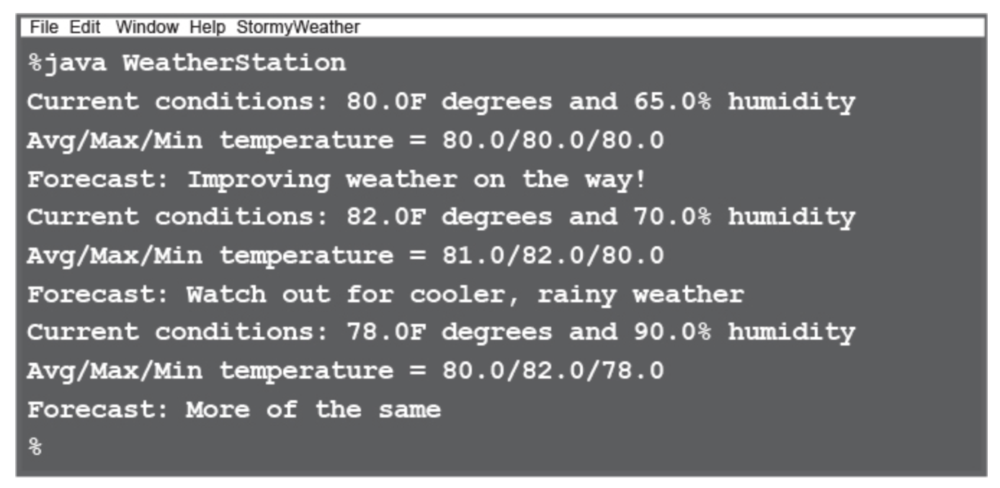 File Edit Window Help StormyWeather
%java WeatherStation
Current conditions: 80.0F degrees and 65.0% humidity
Avg/Max/Min temperature = 80.0/80.0/80.0
Forecast: Improving weather on the way!
Current conditions: 82.0F degrees and 70.0% humidity
Avg/Max/Min temperature = 81.0/82.0/80.0
Forecast: Watch out for cooler, rainy weather
Current conditions: 78.0F degrees and 90.0% humidity
Avg/Max/Min temperature = 80.0/82.0/78.0
Forecast: More of the same
%